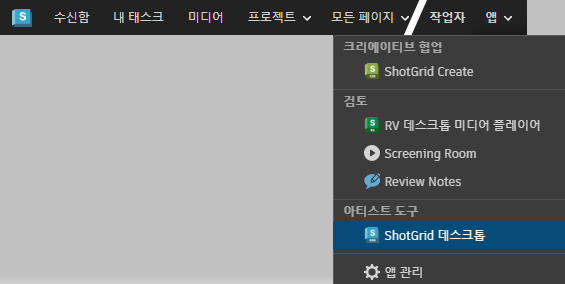 S 수신함 내 태스크 미디어 프로젝트 모든 페이지 작업자 앱
크리에이티브 협업
ShotGrid Create
검토
RV 데스크톱 미디어 플레이어
Screening Room
Review Notes
아티스트 도구
ShotGrid 데스크톱
앱 관리